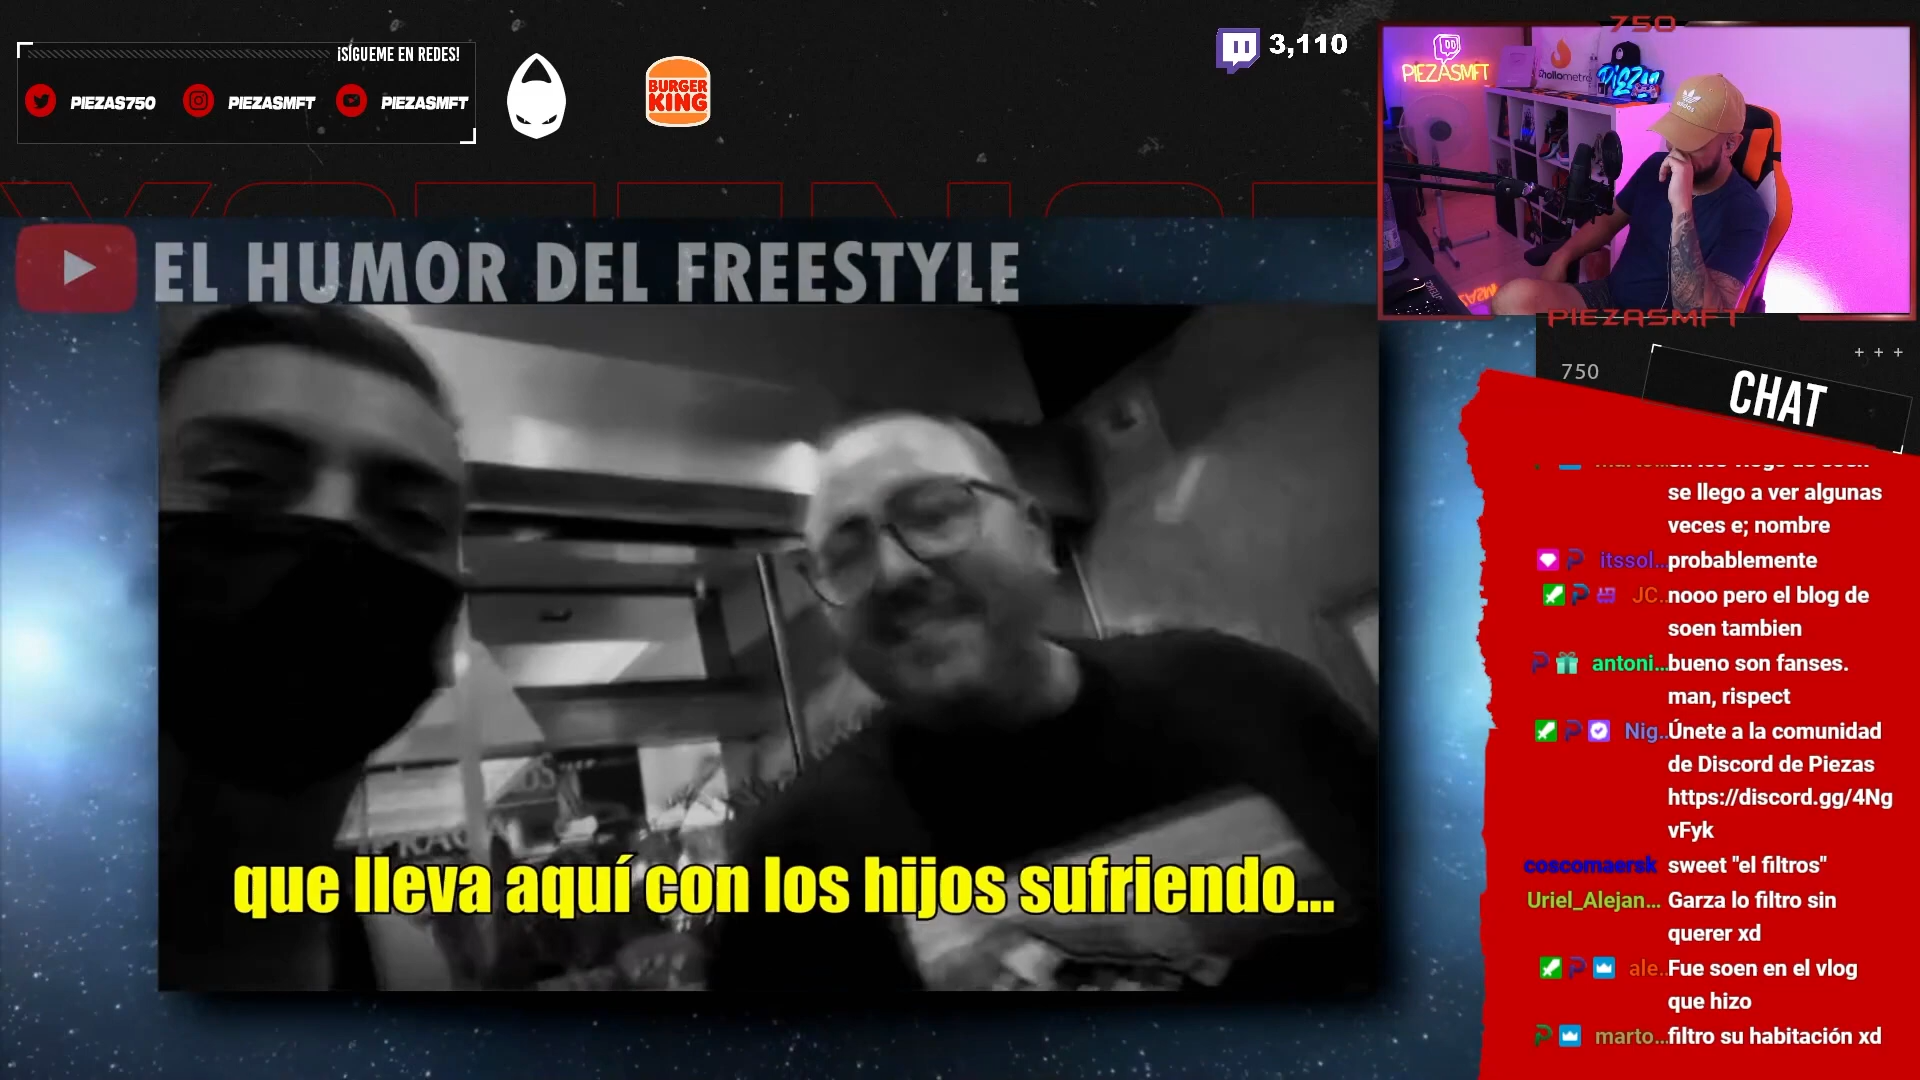 ¡SÍGUEME EN REDES!
PIEZAS750 PIEZASMFT PIEZASMFT
BURGER
KING
3,110
750
PIEZASMFT
Chollometro
adidas
PIEZASMFT
EL HUMOR DEL FREESTYLE
que lleva aquí con los hijos sufriendo...
750
CHAT
se llego a ver algunas
veces e; nombre
itssol... probablemente
JC.. nooo pero el blog de
soen tambien
antoni... bueno son fanses.
man, rispect
Nig.. Únete a la comunidad
de Discord de Piezas
https://discord.gg/4Ng
vFyk
coscomaersk sweet "el filtros"
Uriel_Alejan... Garza lo filtro sin
querer xd
ale.. Fue soen en el vlog
que hizo
marto... filtro su habitación xd